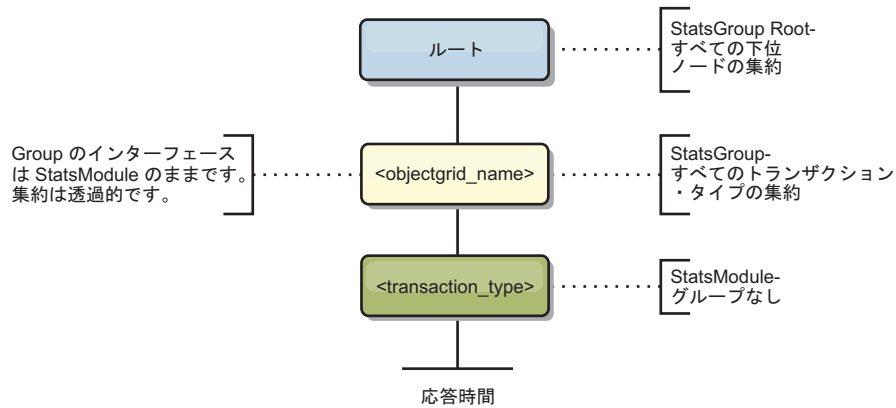 ルート
StatsGroup Root-
すべての下位
ノードの集約
Group のインターフェース
は StatsModule のままです。
集約は透過的です。
<objectgrid_name>
StatsGroup-
すべてのトランザクション
・タイプの集約
<transaction_type>
StatsModule-
グループなし
応答時間